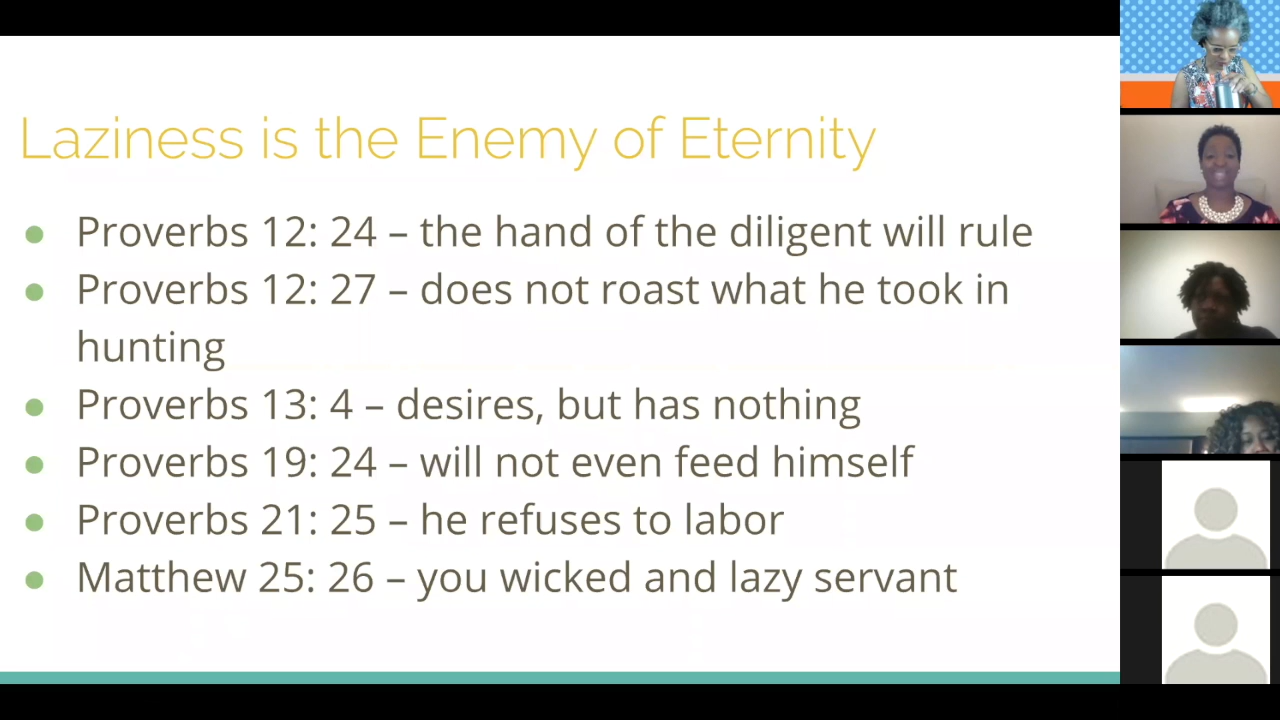 Laziness is the Enemy of Eternity
● Proverbs 12: 24 – the hand of the diligent will rule
● Proverbs 12: 27 – does not roast what he took in
hunting
● Proverbs 13: 4 – desires, but has nothing
● Proverbs 19: 24 – will not even feed himself
● Proverbs 21: 25 – he refuses to labor
● Matthew 25: 26 – you wicked and lazy servant